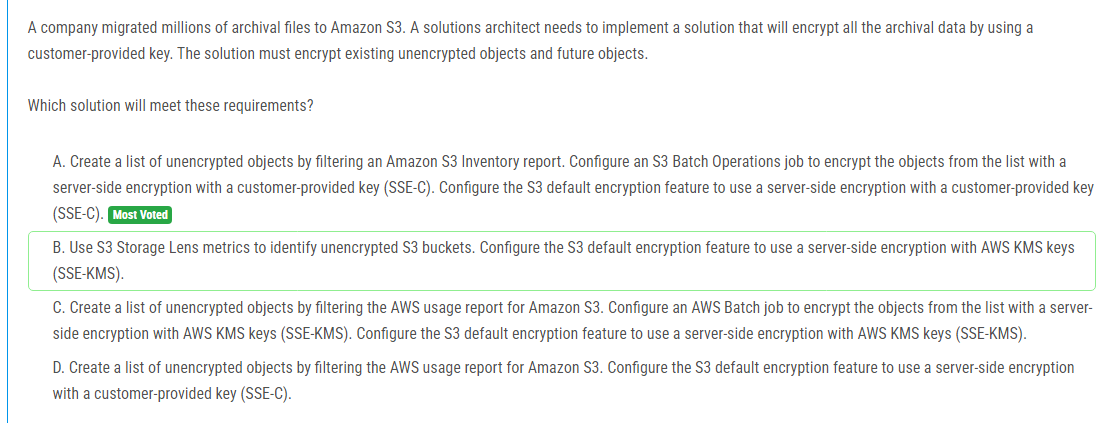 A company migrated millions of archival files to Amazon S3. A solutions architect needs to implement a solution that will encrypt all the archival data by using a
customer-provided key. The solution must encrypt existing unencrypted objects and future objects.
Which solution will meet these requirements?
A. Create a list of unencrypted objects by filtering an Amazon S3 Inventory report. Configure an S3 Batch Operations job to encrypt the objects from the list with a
server-side encryption with a customer-provided key (SSE-C). Configure the S3 default encryption feature to use a server-side encryption with a customer-provided key
(SSE-C). Most Voted
B. Use S3 Storage Lens metrics to identify unencrypted S3 buckets. Configure the S3 default encryption feature to use a server-side encryption with AWS KMS keys
(SSE-KMS).
C. Create a list of unencrypted objects by filtering the AWS usage report for Amazon S3. Configure an AWS Batch job to encrypt the objects from the list with a server-
side encryption with AWS KMS keys (SSE-KMS). Configure the S3 default encryption feature to use a server-side encryption with AWS KMS keys (SSE-KMS).
D. Create a list of unencrypted objects by filtering the AWS usage report for Amazon S3. Configure the S3 default encryption feature to use a server-side encryption
with a customer-provided key (SSE-C).